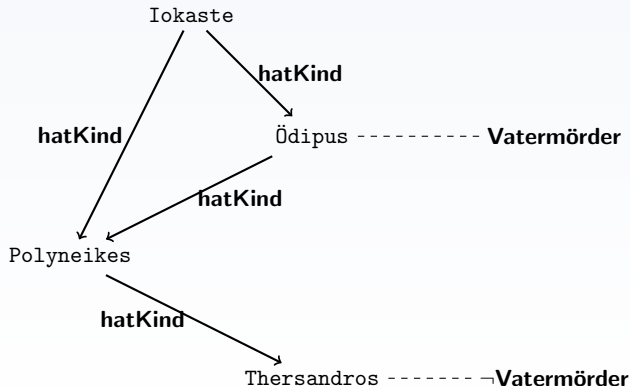 Iokaste
hatKind
hatKind
Ödipus
Vatermörder
hatKind
Polyneikes
hatKind
Thersandros
¬Vatermörder